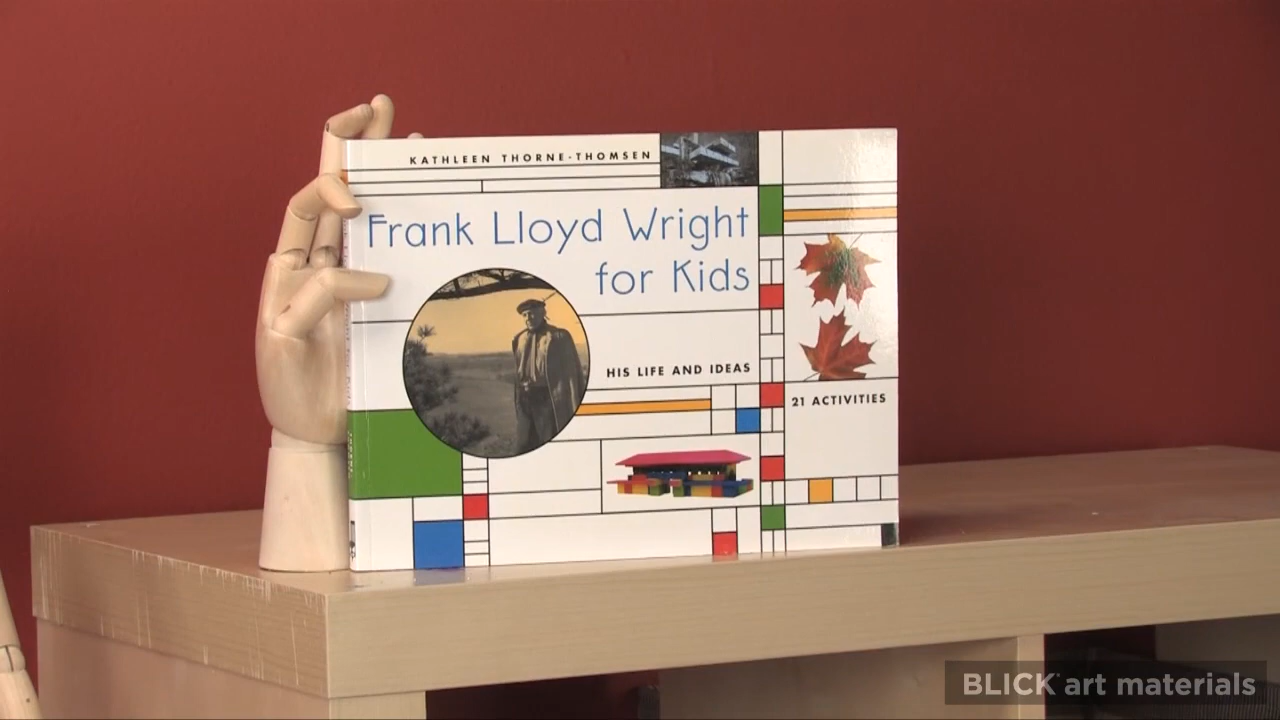 KATHLEEN THORNE-THOMSEN
Frank Lloyd Wright
for Kids
HIS LIFE AND IDEAS
21 ACTIVITIES
BLICK art materials